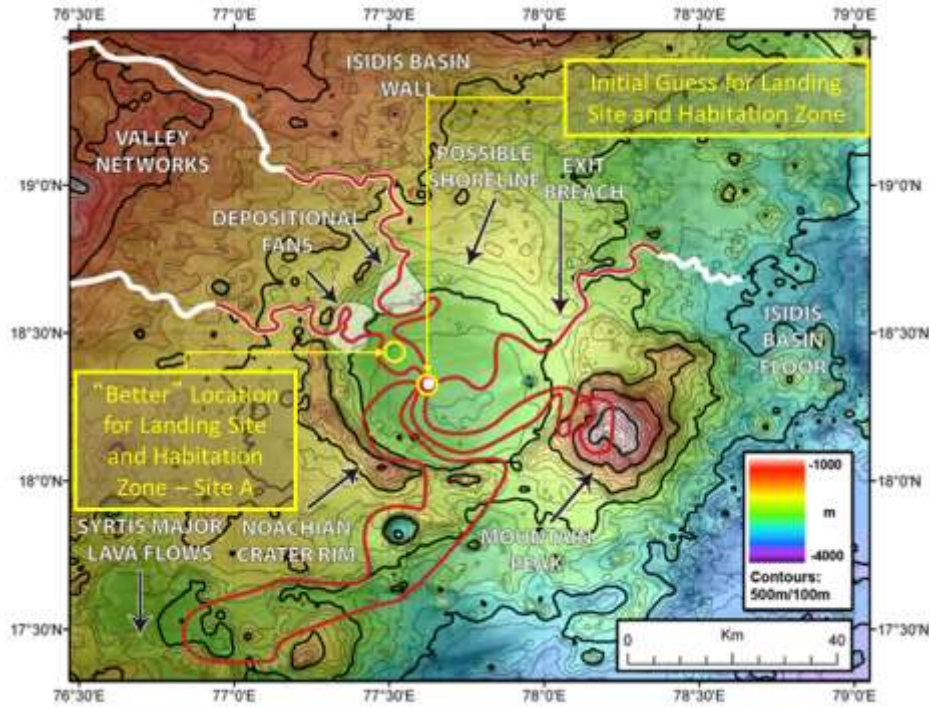 76°30'E 77°0'E 77°30'E 78°0'E 78°30'E 79°0'E
ISIDIS BASIN
WALL
Initial Guess for Landing
Site and Habitation Zone
VALLEY
NETWORKS
POSSIBLE
SHORELINE
EXIT
BREACH
19°0'N
19°0'N
DEPOSITIONAL
FANS
18°30'N
18°30'N
ISIDIS
BASIN
FLOOR
"Better" Location
for Landing Site
and Habitation
Zone – Site A
18°0'N
18°0'N
SYRTIS MAJOR
LAVA FLOWS
NOACHIAN
CRATER RIM
MOUNTAIN
PEAK
-1000
m
-4000
Contours:
500m/100m
17°30'N
17°30'N
Km
0 40
76°30'E 77°0'E 77°30'E 78°0'E 78°30'E 79°0'E